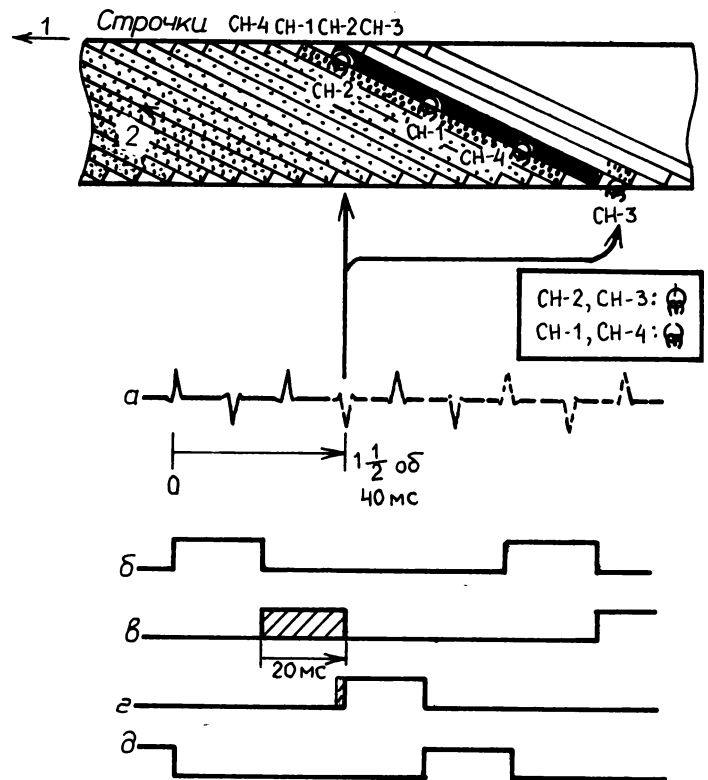 1 Строчки СН-4 СН-1 СН-2 СН-3
СН-2
2
СН-1
СН-4
СН-3
СН-2, СН-3:
СН-1, СН-4:
а
0
1 1/2 об
40 мс
б
в
20 мс
г
д